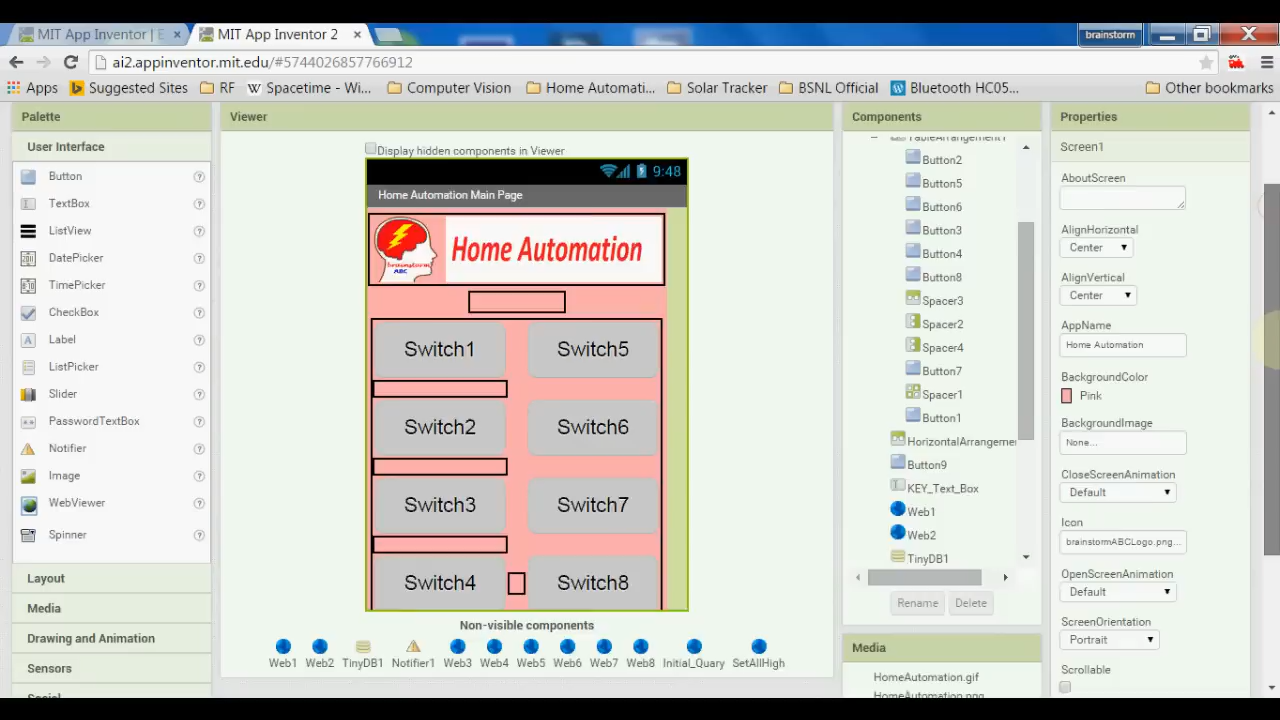 MIT App Inventor | E
MIT App Inventor 2
brainstorm
ai2.appinventor.mit.edu/#5744026857766912
Apps
Suggested Sites
RF
Spacetime - Wi...
Computer Vision
Home Automati...
Solar Tracker
BSNL Official
Bluetooth HC05...
Other bookmarks
Palette
User Interface
Button
TextBox
ListView
DatePicker
TimePicker
CheckBox
Label
ListPicker
Slider
PasswordTextBox
Notifier
Image
WebViewer
Spinner
Layout
Media
Drawing and Animation
Sensors
Social
Viewer
Display hidden components in Viewer
9:48
Home Automation Main Page
brainstorm
ABC
Home Automation
Switch1
Switch5
Switch2
Switch6
Switch3
Switch7
Switch4
Switch8
Non-visible components
Web1
Web2
TinyDB1
Notifier1
Web3
Web4
Web5
Web6
Web7
Web8
Initial_Quary
SetAllHigh
Components
TableArrangement1
Button2
Button5
Button6
Button3
Button4
Button8
Spacer3
Spacer2
Spacer4
Button7
Spacer1
Button1
HorizontalArrangeme
Button9
KEY_Text_Box
Web1
Web2
TinyDB1
Rename
Delete
Media
HomeAutomation.gif
HomeAutomation.png
Properties
Screen1
AboutScreen
AlignHorizontal
Center
AlignVertical
Center
AppName
Home Automation
BackgroundColor
Pink
BackgroundImage
None...
CloseScreenAnimation
Default
Icon
brainstormABCLogo.png...
OpenScreenAnimation
Default
ScreenOrientation
Portrait
Scrollable